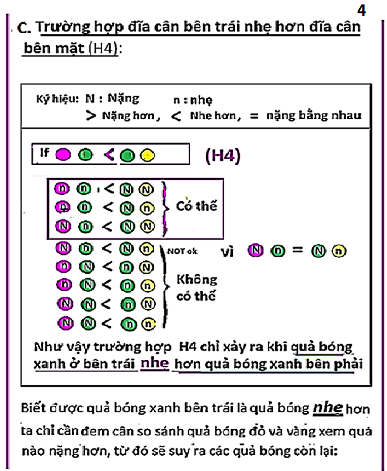 4
C. Trường hợp đĩa cân bên trái nhẹ hơn đĩa cân
bên mặt (H4):
Ký hiệu: N : Nặng n : nhẹ
> Nặng hơn, < Nhẹ hơn, = nặng bằng nhau
If < (H4)
n n < N N
n N < N n
N n < N N
Có thể
N n < N n
n N < n N
N n < n n
n N < n n
N N < n N
N N < n n
NOT ok
Không
có thể
vì N n = N n
Như vậy trường hợp H4 chỉ xảy ra khi quả bóng
xanh ở bên trái nhẹ hơn quả bóng xanh bên phải
Biết được quả bóng xanh bên trái là quả bóng nhẹ hơn
ta chỉ cần đem cân so sánh quả bóng đỏ và vàng xem quả
nào nặng hơn, từ đó sẽ suy ra các quả bóng còn lại: